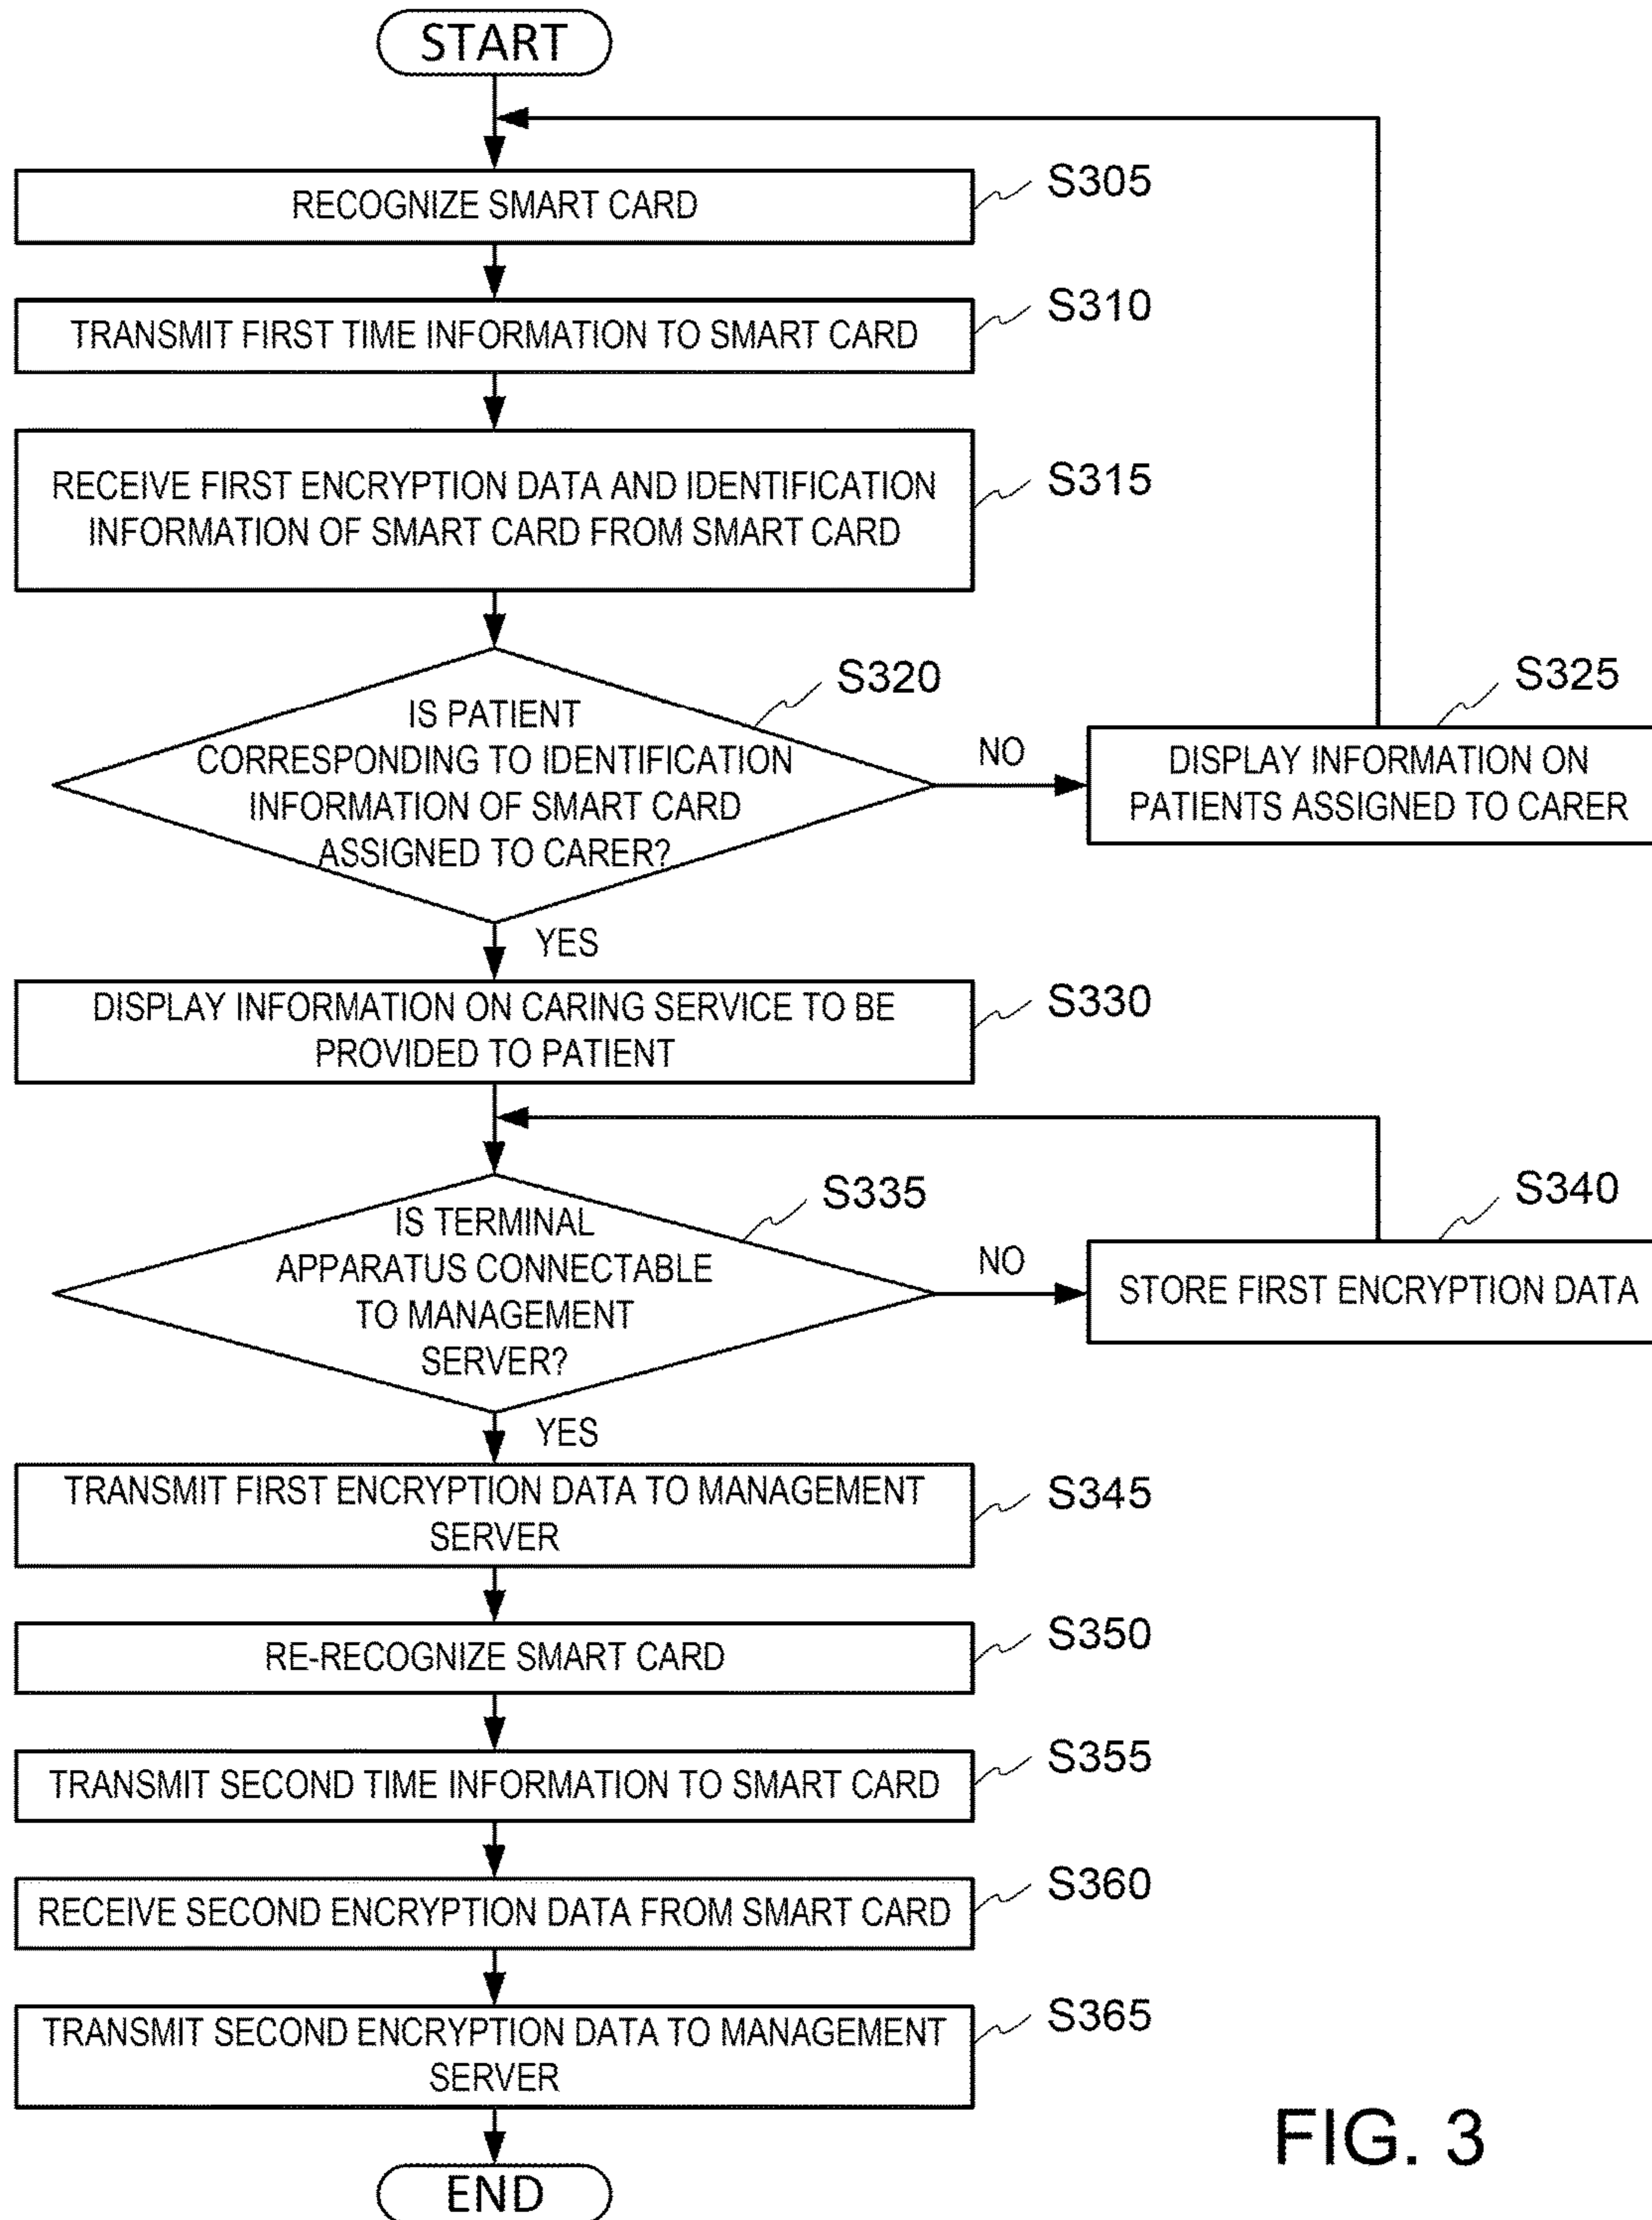 START
RECOGNIZE SMART CARD
S305
TRANSMIT FIRST TIME INFORMATION TO SMART CARD
S310
RECEIVE FIRST ENCRYPTION DATA AND IDENTIFICATION
INFORMATION OF SMART CARD FROM SMART CARD
S315
IS PATIENT
CORRESPONDING TO IDENTIFICATION
INFORMATION OF SMART CARD
ASSIGNED TO CARER?
S320
NO
S325
DISPLAY INFORMATION ON
PATIENTS ASSIGNED TO CARER
YES
DISPLAY INFORMATION ON CARING SERVICE TO BE
PROVIDED TO PATIENT
S330
IS TERMINAL
APPARATUS CONNECTABLE
TO MANAGEMENT
SERVER?
S335
NO
S340
STORE FIRST ENCRYPTION DATA
YES
TRANSMIT FIRST ENCRYPTION DATA TO MANAGEMENT
SERVER
S345
RE-RECOGNIZE SMART CARD
S350
TRANSMIT SECOND TIME INFORMATION TO SMART CARD
S355
RECEIVE SECOND ENCRYPTION DATA FROM SMART CARD
S360
TRANSMIT SECOND ENCRYPTION DATA TO MANAGEMENT
SERVER
S365
END
FIG. 3